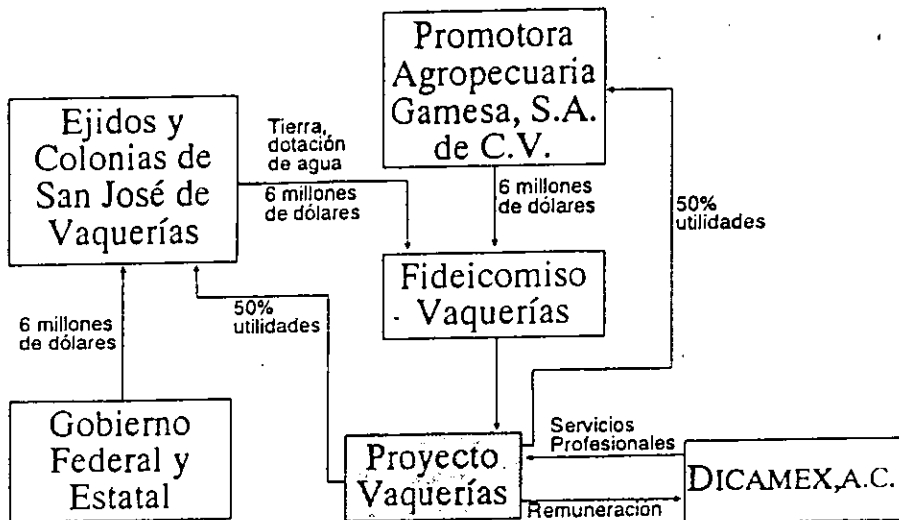 Promotora
Agropecuaria
Gamesa, S.A.
de C.V.
Ejidos y
Colonias de
San José de
Vaquerías
Tierra,
dotación
de agua
6 millones
de dólares
6 millones
de dólares
50%
utilidades
Fideicomiso
Vaquerías
50%
utilidades
6 millones
de dólares
Gobierno
Federal y
Estatal
Proyecto
Vaquerías
Servicios
Profesionales
DICAMEX, A.C.
Remuneración